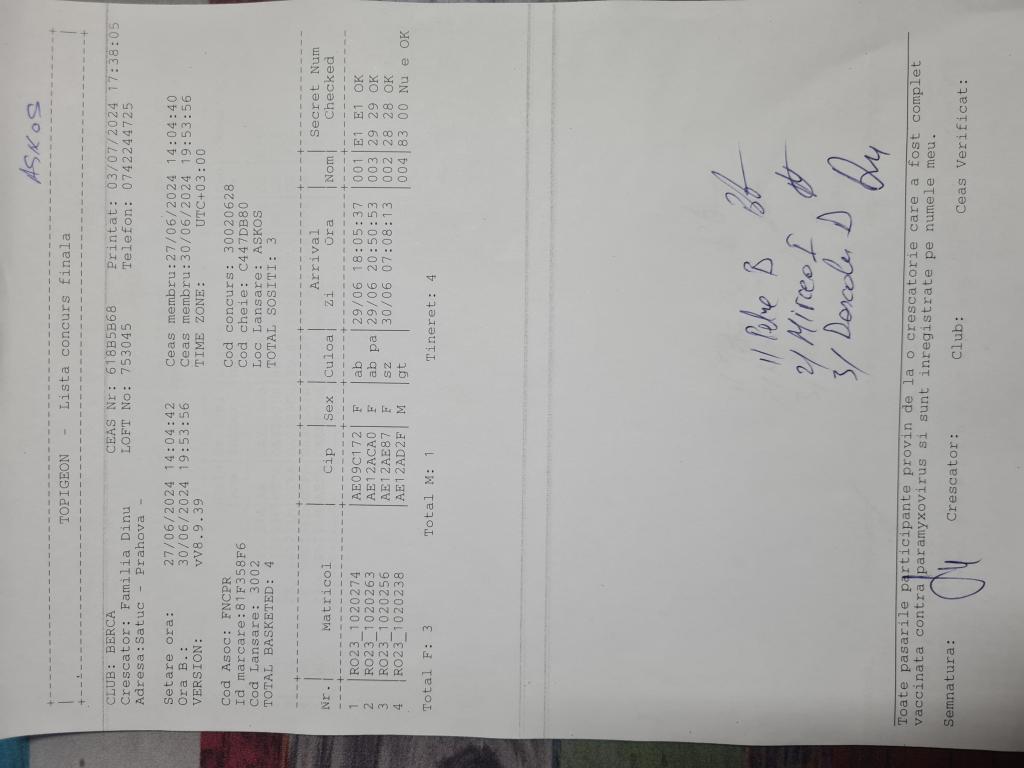 ASKOS
TOPIGEON - Lista concurs finala
CLUB: BERCA CEAS Nr: 618B5B68 Printat: 03/07/2024 17:38:05
Crescator: Familia Dinu LOFT No: 753045 Telefon: 0742244725
Adresa:Satuc - Prahova -
Setare ora: 27/06/2024 14:04:42 Ceas membru:27/06/2024 14:04:40
Ora B.: 30/06/2024 19:53:56 Ceas membru:30/06/2024 19:53:56
VERSION: vV8.9.39 TIME ZONE: UTC+03:00
Cod Asoc: FNCPR Cod concurs: 30020628
Id marcare:81F358F6 Cod cheie: C447DB80
Cod Lansare: 3002 Loc Lansare: ASKOS
TOTAL BASKETED: 4 TOTAL SOSITI: 3
Arrival Secret Num
Nr.| Matricol | Cip |Sex |Culoa| Zi Ora |Nom| Checked
1 |RO23_1020274 |AE09C172 F |ab |29/06 18:05:37 |001|E1 E1 OK
2 |RO23_1020263 |AE12ACA0 F |ab pa|29/06 20:50:53 |003|29 29 OK
3 |RO23_1020256 |AE12AE87 F |sz |30/06 07:08:13 |002|28 28 OK
4 |RO23_1020238 |AE12AD2F M |gt | |004|83 00 Nu e OK
Total F: 3 Total M: 1 Tineret: 4
1/ Petre B
2/ Mircea I
3/ D
Toate pasarile participante provin de la o crescatorie care a fost complet
vaccinata contra paramyxovirus si sunt inregistrate pe numele meu.
Semnatura: Crescator: Club: Ceas Verificat: